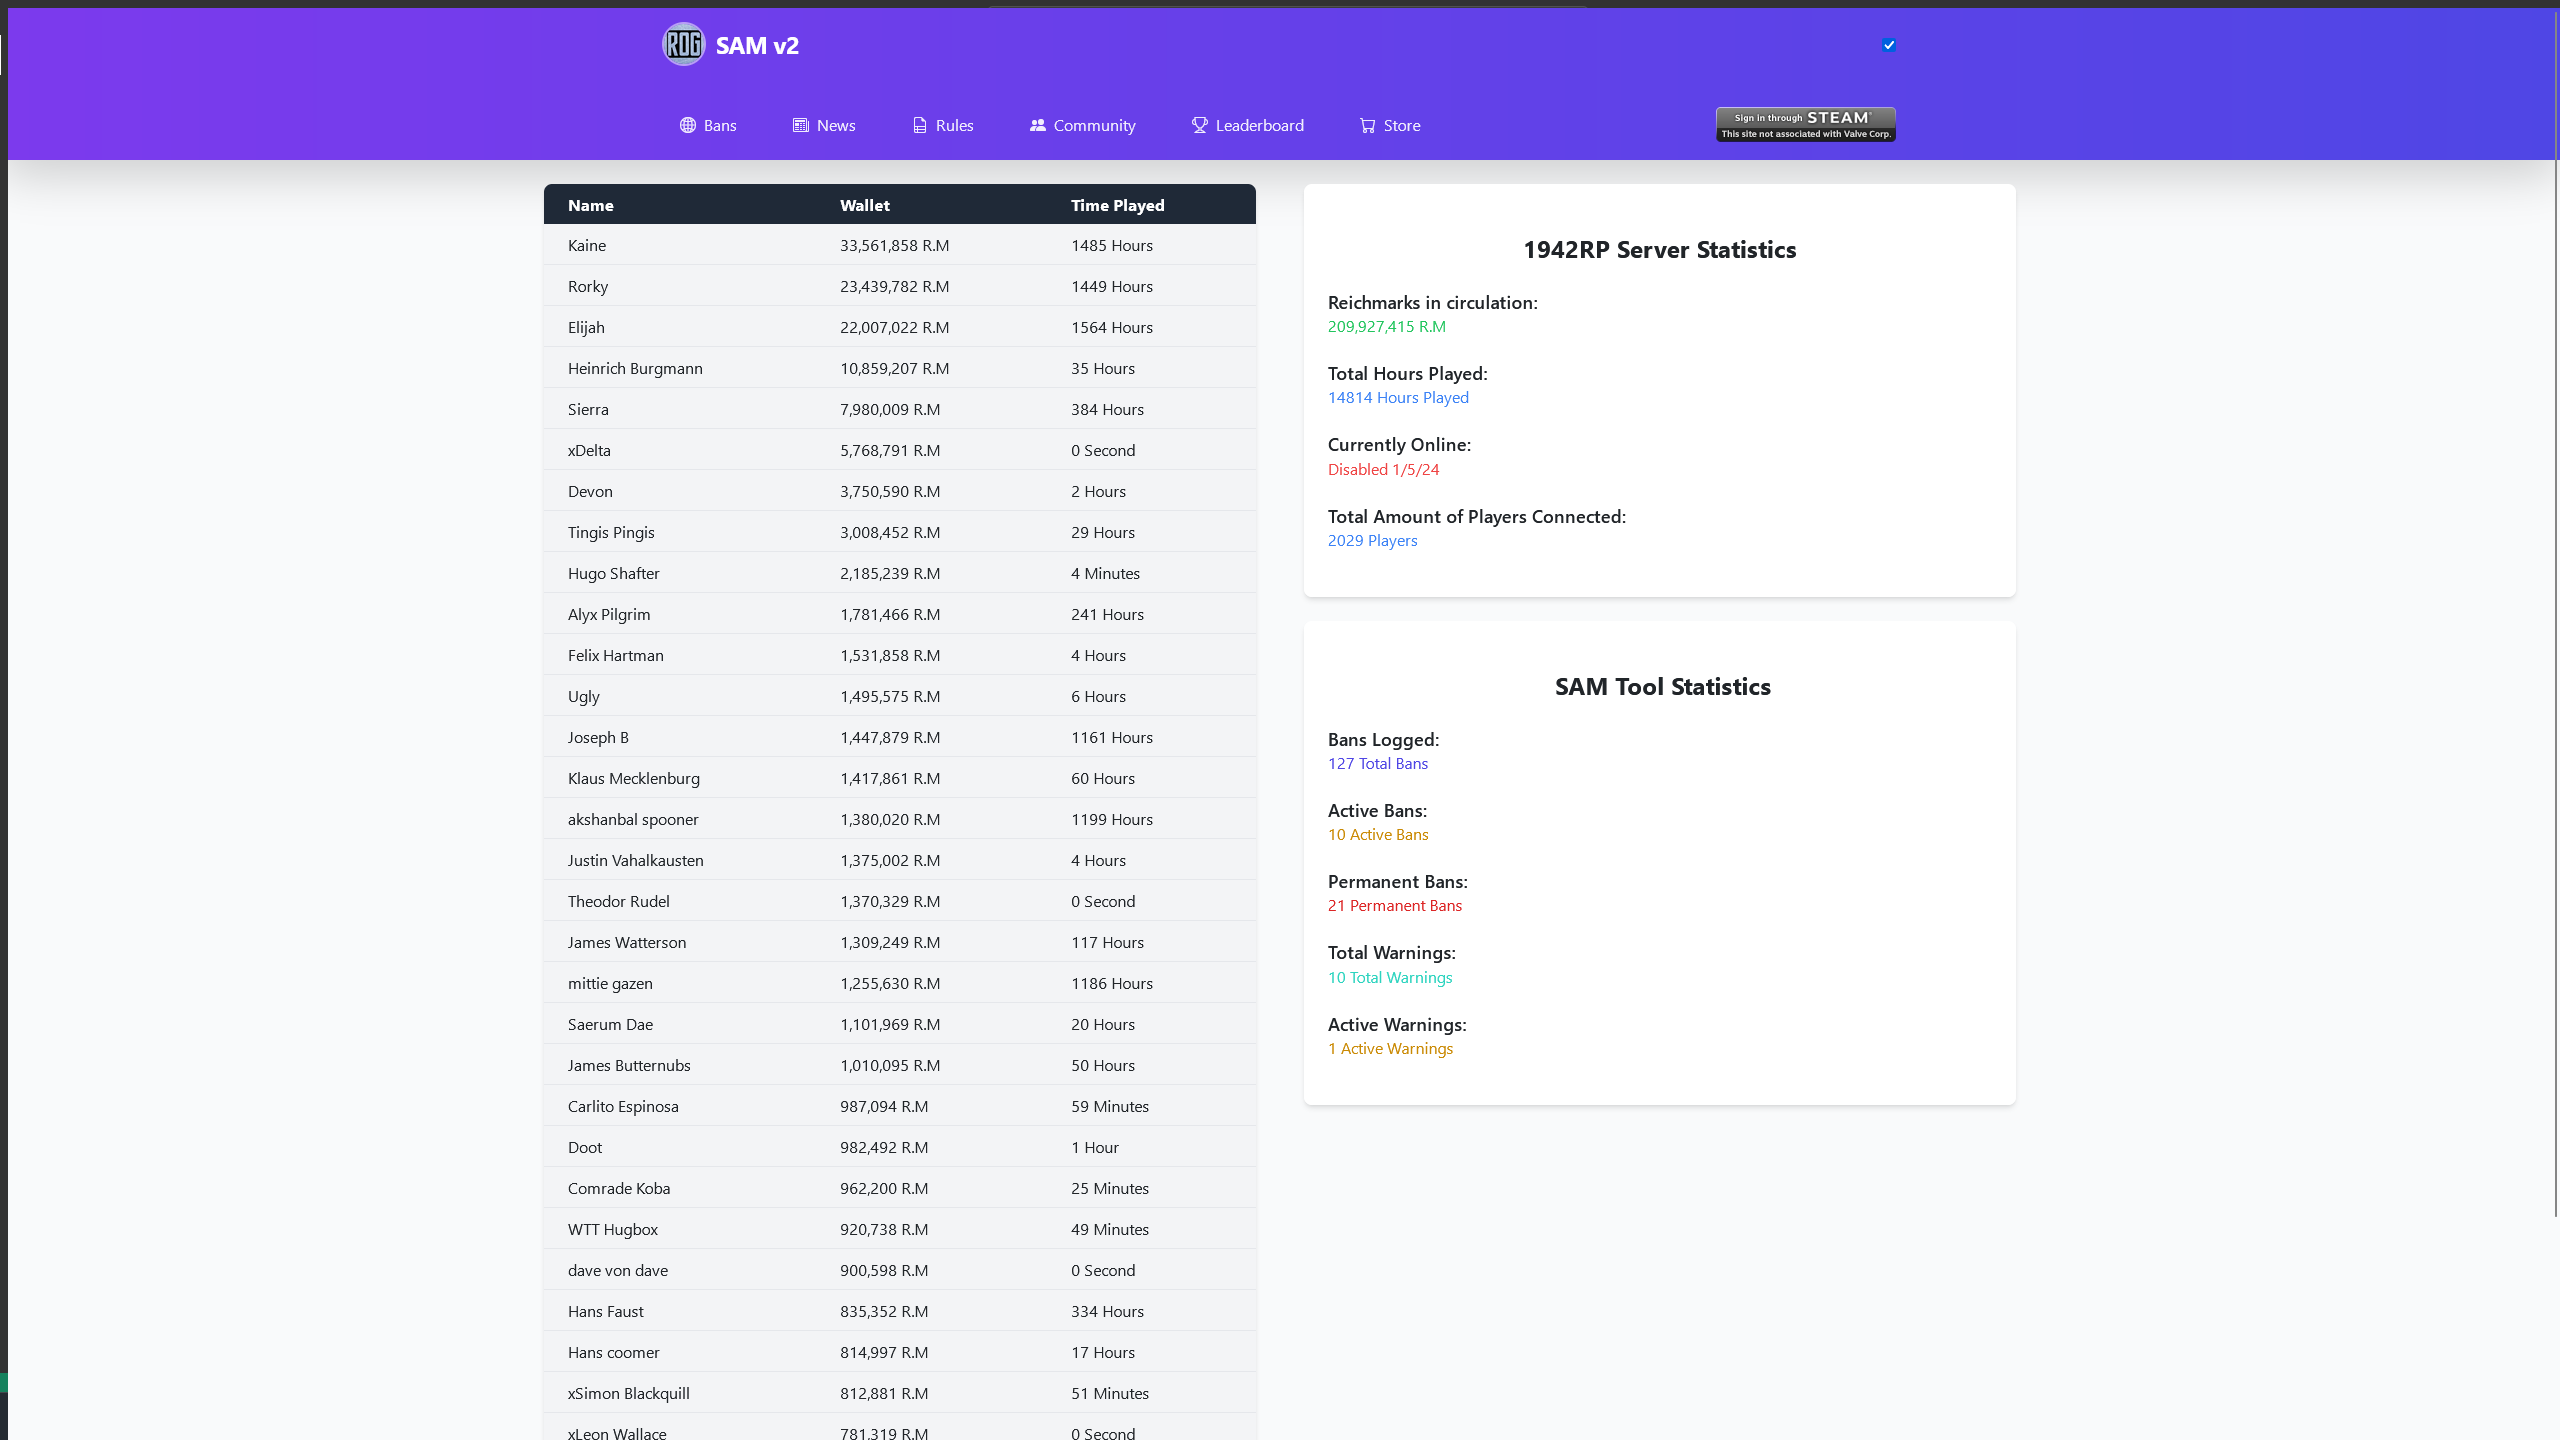 ROG SAM v2
Bans News Rules Community Leaderboard Store
Sign in through STEAM®
This site not associated with Valve Corp.
Name Wallet Time Played
Kaine 33,561,858 R.M 1485 Hours
Rorky 23,439,782 R.M 1449 Hours
Elijah 22,007,022 R.M 1564 Hours
Heinrich Burgmann 10,859,207 R.M 35 Hours
Sierra 7,980,009 R.M 384 Hours
xDelta 5,768,791 R.M 0 Second
Devon 3,750,590 R.M 2 Hours
Tingis Pingis 3,008,452 R.M 29 Hours
Hugo Shafter 2,185,239 R.M 4 Minutes
Alyx Pilgrim 1,781,466 R.M 241 Hours
Felix Hartman 1,531,858 R.M 4 Hours
Ugly 1,495,575 R.M 6 Hours
Joseph B 1,447,879 R.M 1161 Hours
Klaus Mecklenburg 1,417,861 R.M 60 Hours
akshanbal spooner 1,380,020 R.M 1199 Hours
Justin Vahalkausten 1,375,002 R.M 4 Hours
Theodor Rudel 1,370,329 R.M 0 Second
James Watterson 1,309,249 R.M 117 Hours
mittie gazen 1,255,630 R.M 1186 Hours
Saerum Dae 1,101,969 R.M 20 Hours
James Butternubs 1,010,095 R.M 50 Hours
Carlito Espinosa 987,094 R.M 59 Minutes
Doot 982,492 R.M 1 Hour
Comrade Koba 962,200 R.M 25 Minutes
WTT Hugbox 920,738 R.M 49 Minutes
dave von dave 900,598 R.M 0 Second
Hans Faust 835,352 R.M 334 Hours
Hans coomer 814,997 R.M 17 Hours
xSimon Blackquill 812,881 R.M 51 Minutes
xLeon Wallace 781,319 R.M 0 Second
1942RP Server Statistics
Reichmarks in circulation:
209,927,415 R.M
Total Hours Played:
14814 Hours Played
Currently Online:
Disabled 1/5/24
Total Amount of Players Connected:
2029 Players
SAM Tool Statistics
Bans Logged:
127 Total Bans
Active Bans:
10 Active Bans
Permanent Bans:
21 Permanent Bans
Total Warnings:
10 Total Warnings
Active Warnings:
1 Active Warnings